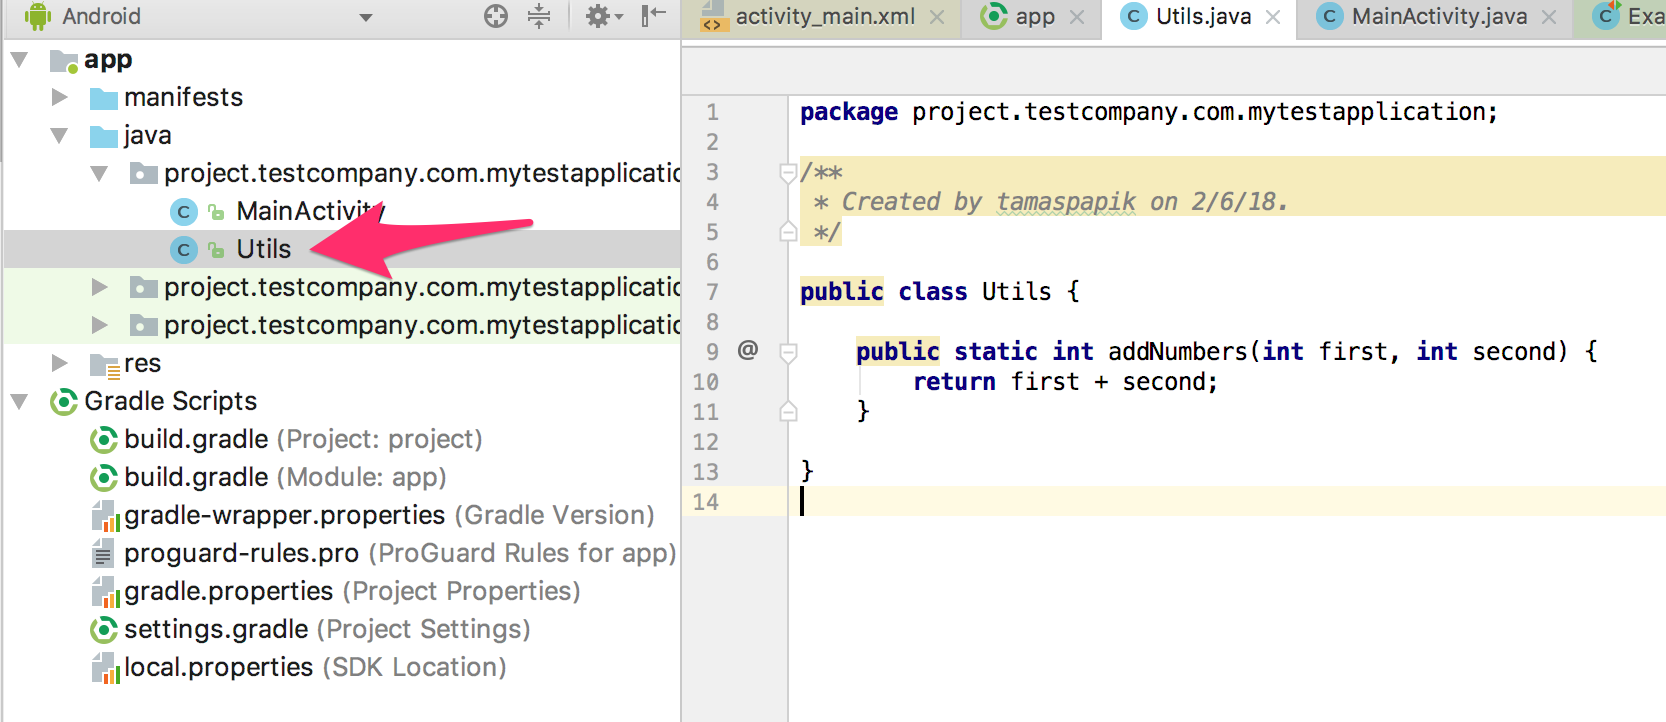 Android
app
manifests
java
project.testcompany.com.mytestapplicatio
MainActivity
Utils
project.testcompany.com.mytestapplicatio
project.testcompany.com.mytestapplicatio
res
Gradle Scripts
build.gradle (Project: project)
build.gradle (Module: app)
gradle-wrapper.properties (Gradle Version)
proguard-rules.pro (ProGuard Rules for app)
gradle.properties (Project Properties)
settings.gradle (Project Settings)
local.properties (SDK Location)
activity_main.xml
app
Utils.java
MainActivity.java
Exa
1 package project.testcompany.com.mytestapplication;
2
3 /**
4 * Created by tamaspapik on 2/6/18.
5 */
6
7 public class Utils {
8
9 @ public static int addNumbers(int first, int second) {
10 return first + second;
11 }
12
13 }
14